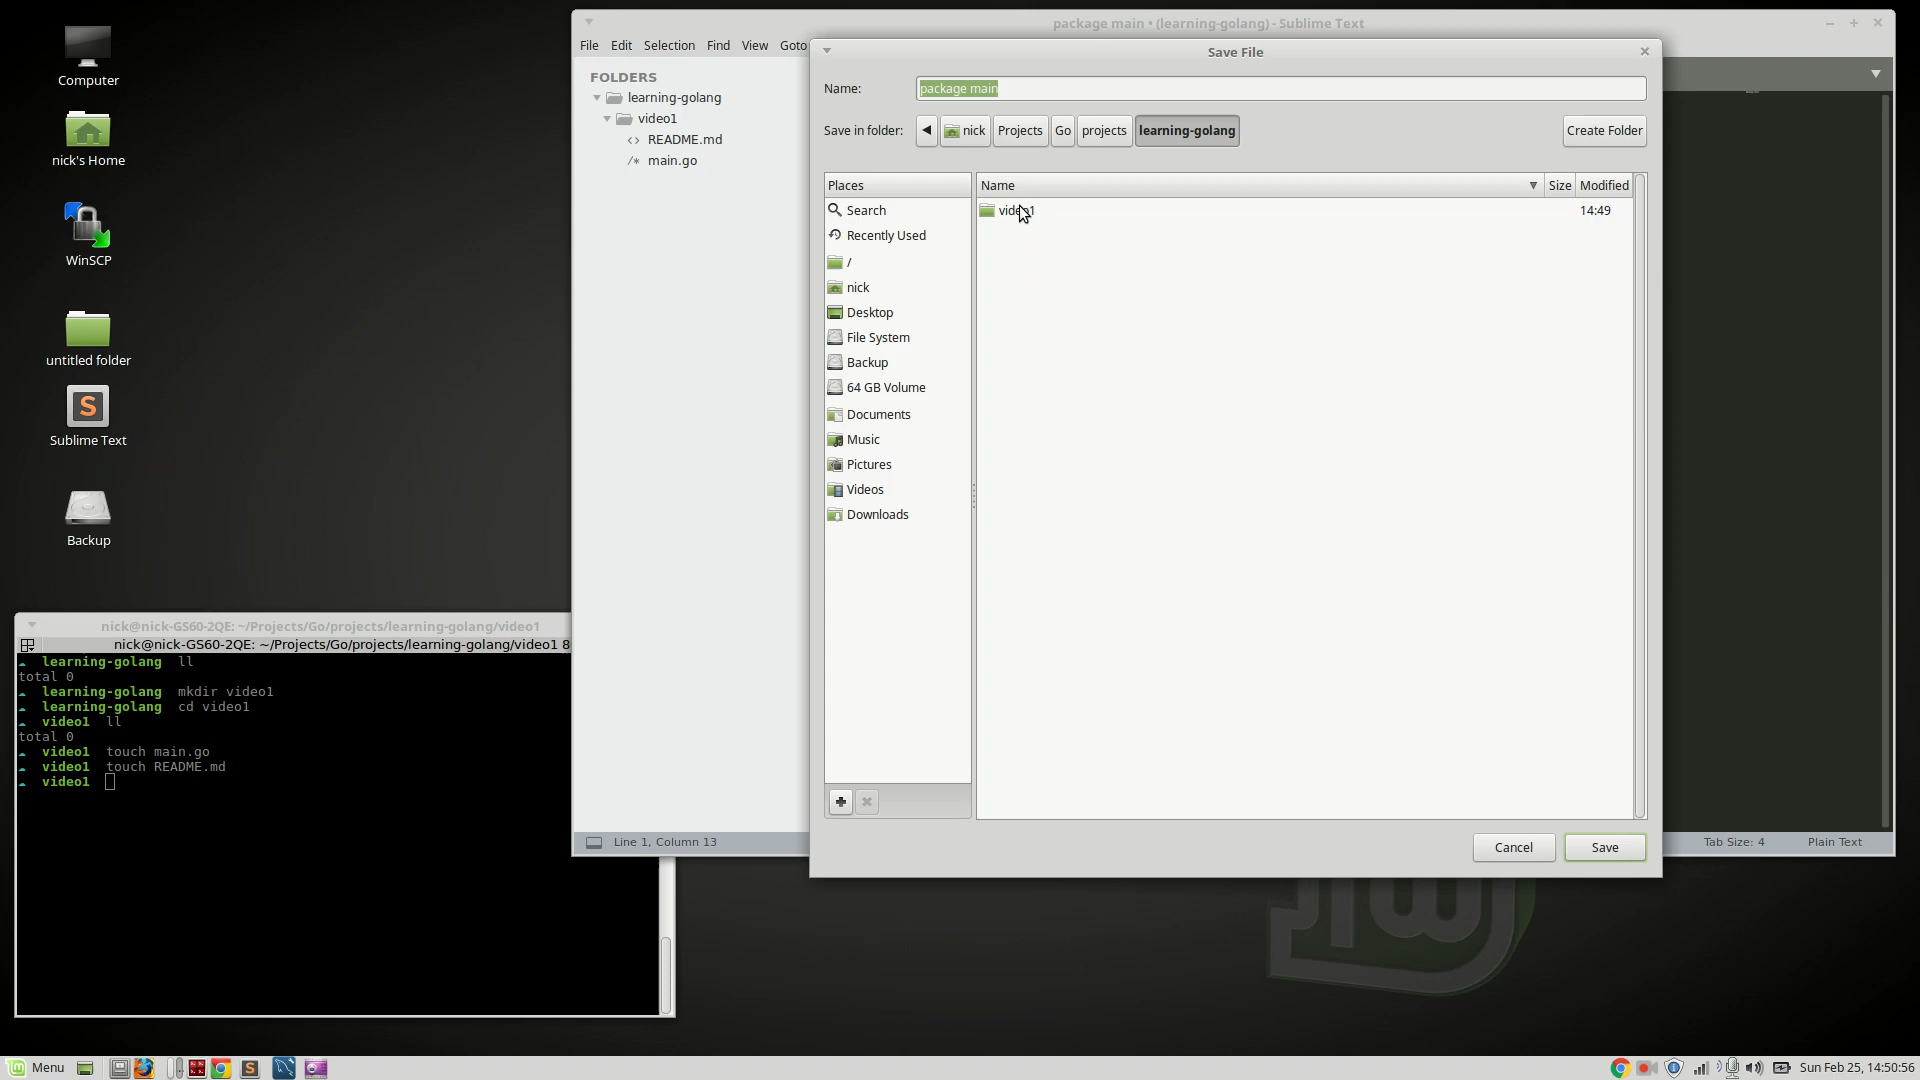 Computer
nick's Home
WinSCP
untitled folder
Sublime Text
S
Backup
package main • (learning-golang) - Sublime Text
File Edit Selection Find View Goto
FOLDERS
learning-golang
video1
<> README.md
/* main.go
Line 1, Column 13
Tab Size: 4 Plain Text
Save File
Name: package main
Save in folder: nick Projects Go projects learning-golang Create Folder
Places
Search
Recently Used
/
nick
Desktop
File System
Backup
64 GB Volume
Documents
Music
Pictures
Videos
Downloads
Name Size Modified
video1 14:49
Cancel Save
nick@nick-GS60-2QE: ~/Projects/Go/projects/learning-golang/video1
nick@nick-GS60-2QE: ~/Projects/Go/projects/learning-golang/video1 8
learning-golang ll
total 0
learning-golang mkdir video1
learning-golang cd video1
video1 ll
total 0
video1 touch main.go
video1 touch README.md
video1
Menu
Sun Feb 25, 14:50:56